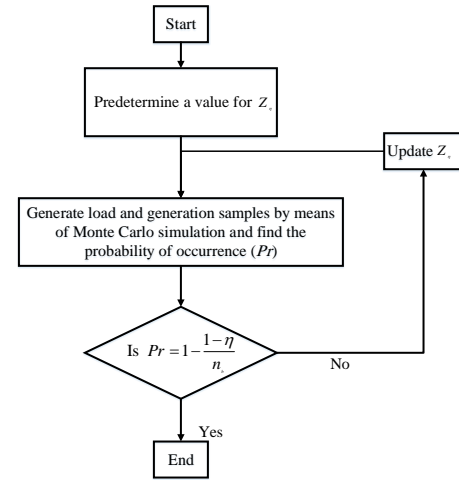 Start
Predetermine a value for Z
Update Z
Generate load and generation samples by means
of Monte Carlo simulation and find the
probability of occurrence (Pr)
Is Pr = 1 - (1 - η) / n
No
Yes
End